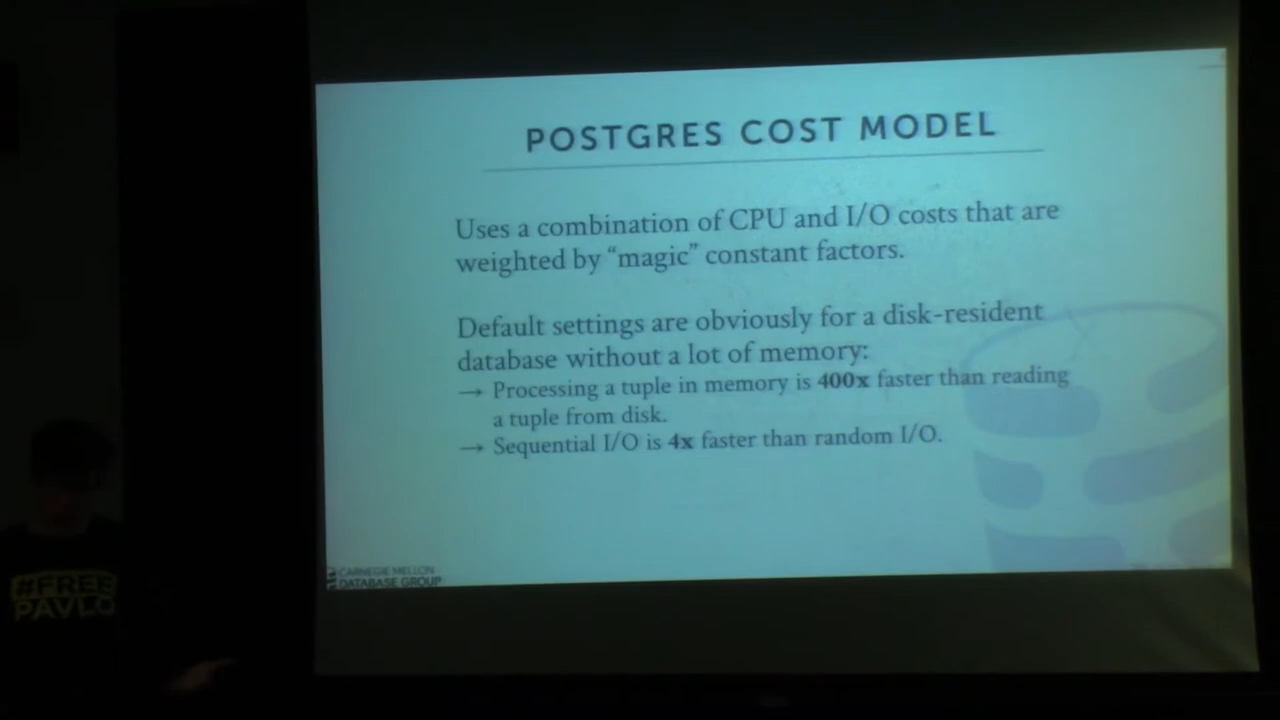 POSTGRES COST MODEL
Uses a combination of CPU and I/O costs that are
weighted by “magic” constant factors.
Default settings are obviously for a disk-resident
database without a lot of memory:
→ Processing a tuple in memory is 400x faster than reading
a tuple from disk.
→ Sequential I/O is 4x faster than random I/O.
CARNEGIE MELLON
DATABASE GROUP
#FREE
PAVLO